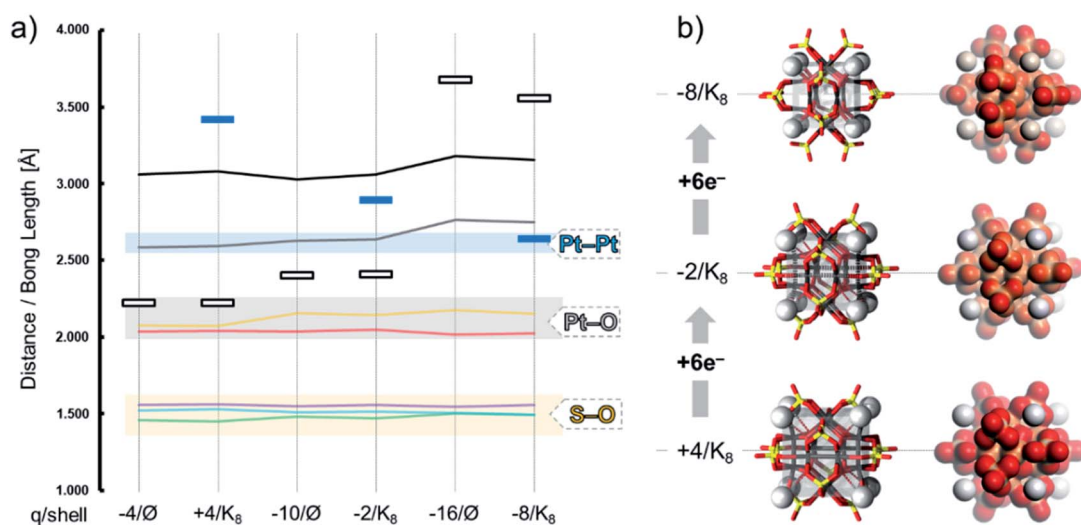 a)
Distance / Bong Length [Å]
4.000
3.500
3.000
2.500
2.000
1.500
1.000
Pt–Pt
Pt–O
S–O
q/shell
-4/Ø
+4/K8
-10/Ø
-2/K8
-16/Ø
-8/K8
b)
-8/K8
+6e⁻
-2/K8
+6e⁻
+4/K8